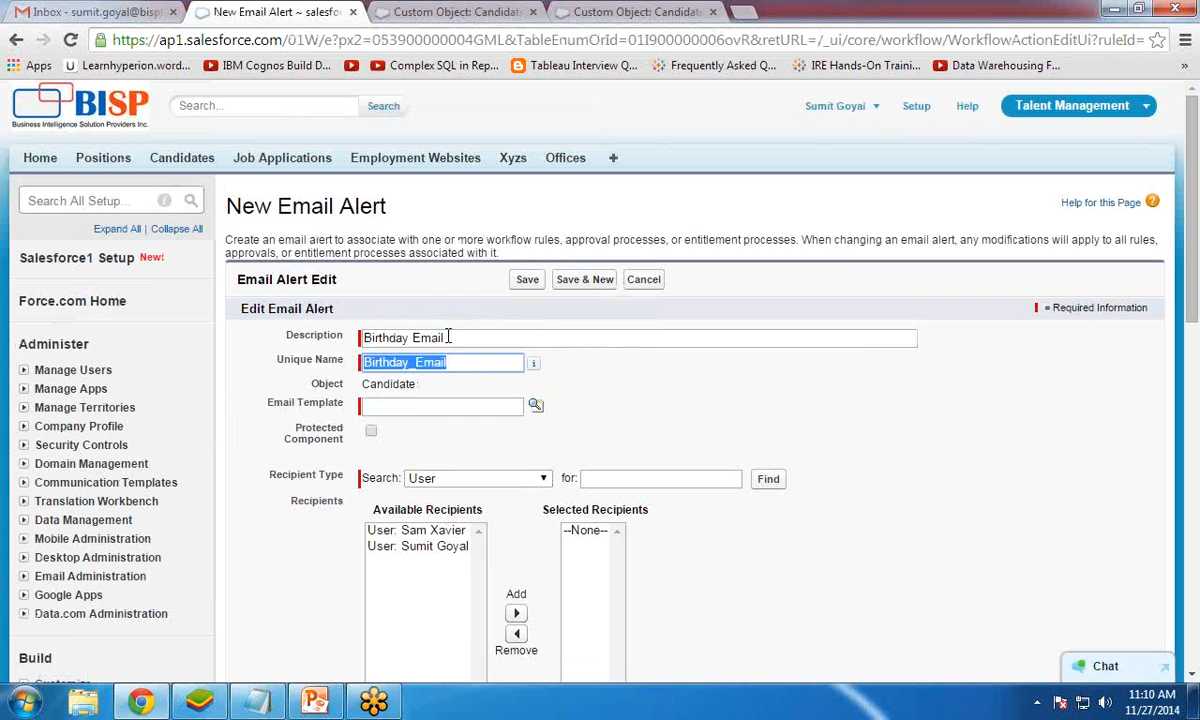 Inbox - sumit.goyal@bisp
New Email Alert ~ salesfo
Custom Object: Candidat
Custom Object: Candidat
https://ap1.salesforce.com/01W/e?px2=053900000004GML&TableEnumOrId=01I900000006ovR&retURL=/_ui/core/workflow/WorkflowActionEditUi?ruleId=
Apps
Learnhyperion.word...
IBM Cognos Build D...
Complex SQL in Rep...
Tableau Interview Q...
Frequently Asked Q...
IRE Hands-On Traini...
Data Warehousing F...
»
BISP
Business Intelligence Solution Providers Inc.
Search...
Search
Sumit Goyal
Setup
Help
Talent Management
Home
Positions
Candidates
Job Applications
Employment Websites
Xyzs
Offices
+
Search All Setup...
Expand All | Collapse All
Salesforce1 Setup New!
Force.com Home
Administer
Manage Users
Manage Apps
Manage Territories
Company Profile
Security Controls
Domain Management
Communication Templates
Translation Workbench
Data Management
Mobile Administration
Desktop Administration
Email Administration
Google Apps
Data.com Administration
Build
New Email Alert
Help for this Page
Create an email alert to associate with one or more workflow rules, approval processes, or entitlement processes. When changing an email alert, any modifications will apply to all rules,
approvals, or entitlement processes associated with it.
Email Alert Edit
Save
Save & New
Cancel
Edit Email Alert
= Required Information
Description
Birthday Email
Unique Name
Birthday_Email
i
Object
Candidate
Email Template
Protected
Component
Recipient Type
Search:
User
for:
Find
Recipients
Available Recipients
Selected Recipients
User: Sam Xavier
User: Sumit Goyal
--None--
Add
Remove
Chat
11:10 AM
11/27/2014